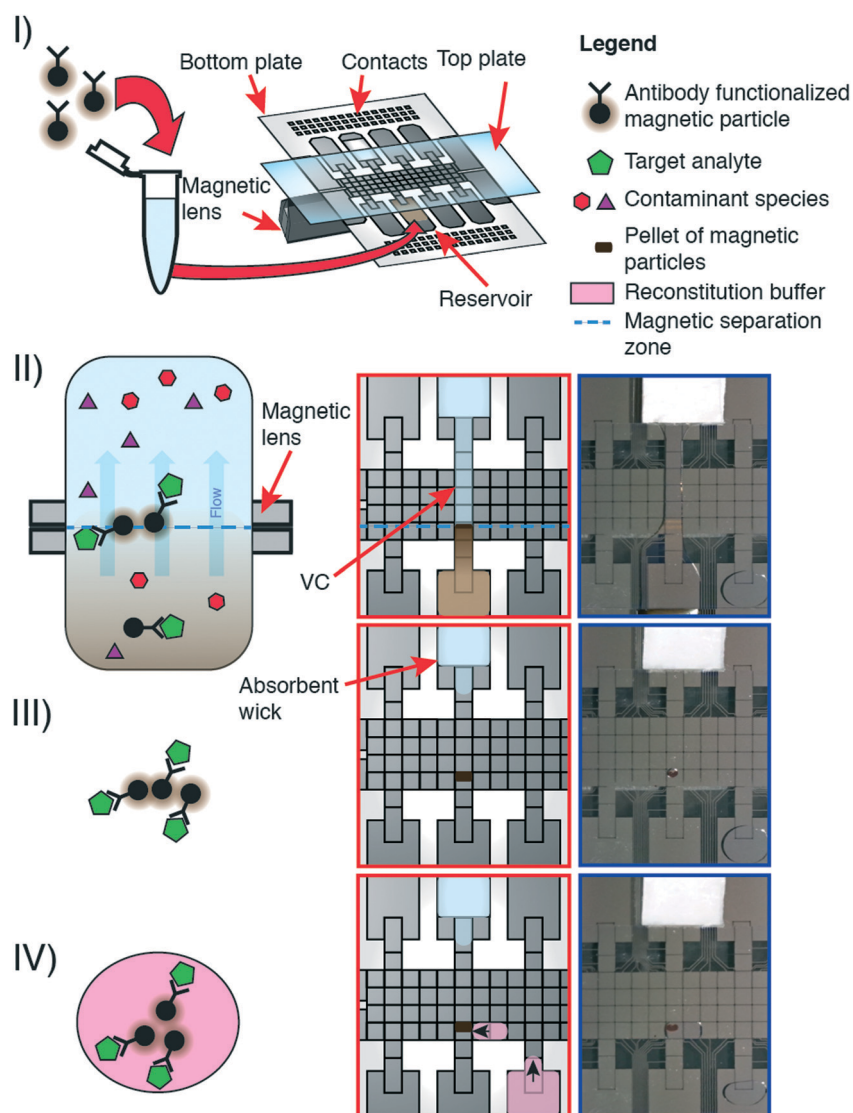 I)
Bottom plate
Contacts
Top plate
Magnetic
lens
Reservoir
Legend
Antibody functionalized
magnetic particle
Target analyte
Contaminant species
Pellet of magnetic
particles
Reconstitution buffer
Magnetic separation
zone
II)
Magnetic
lens
Flow
VC
Absorbent
wick
III)
IV)